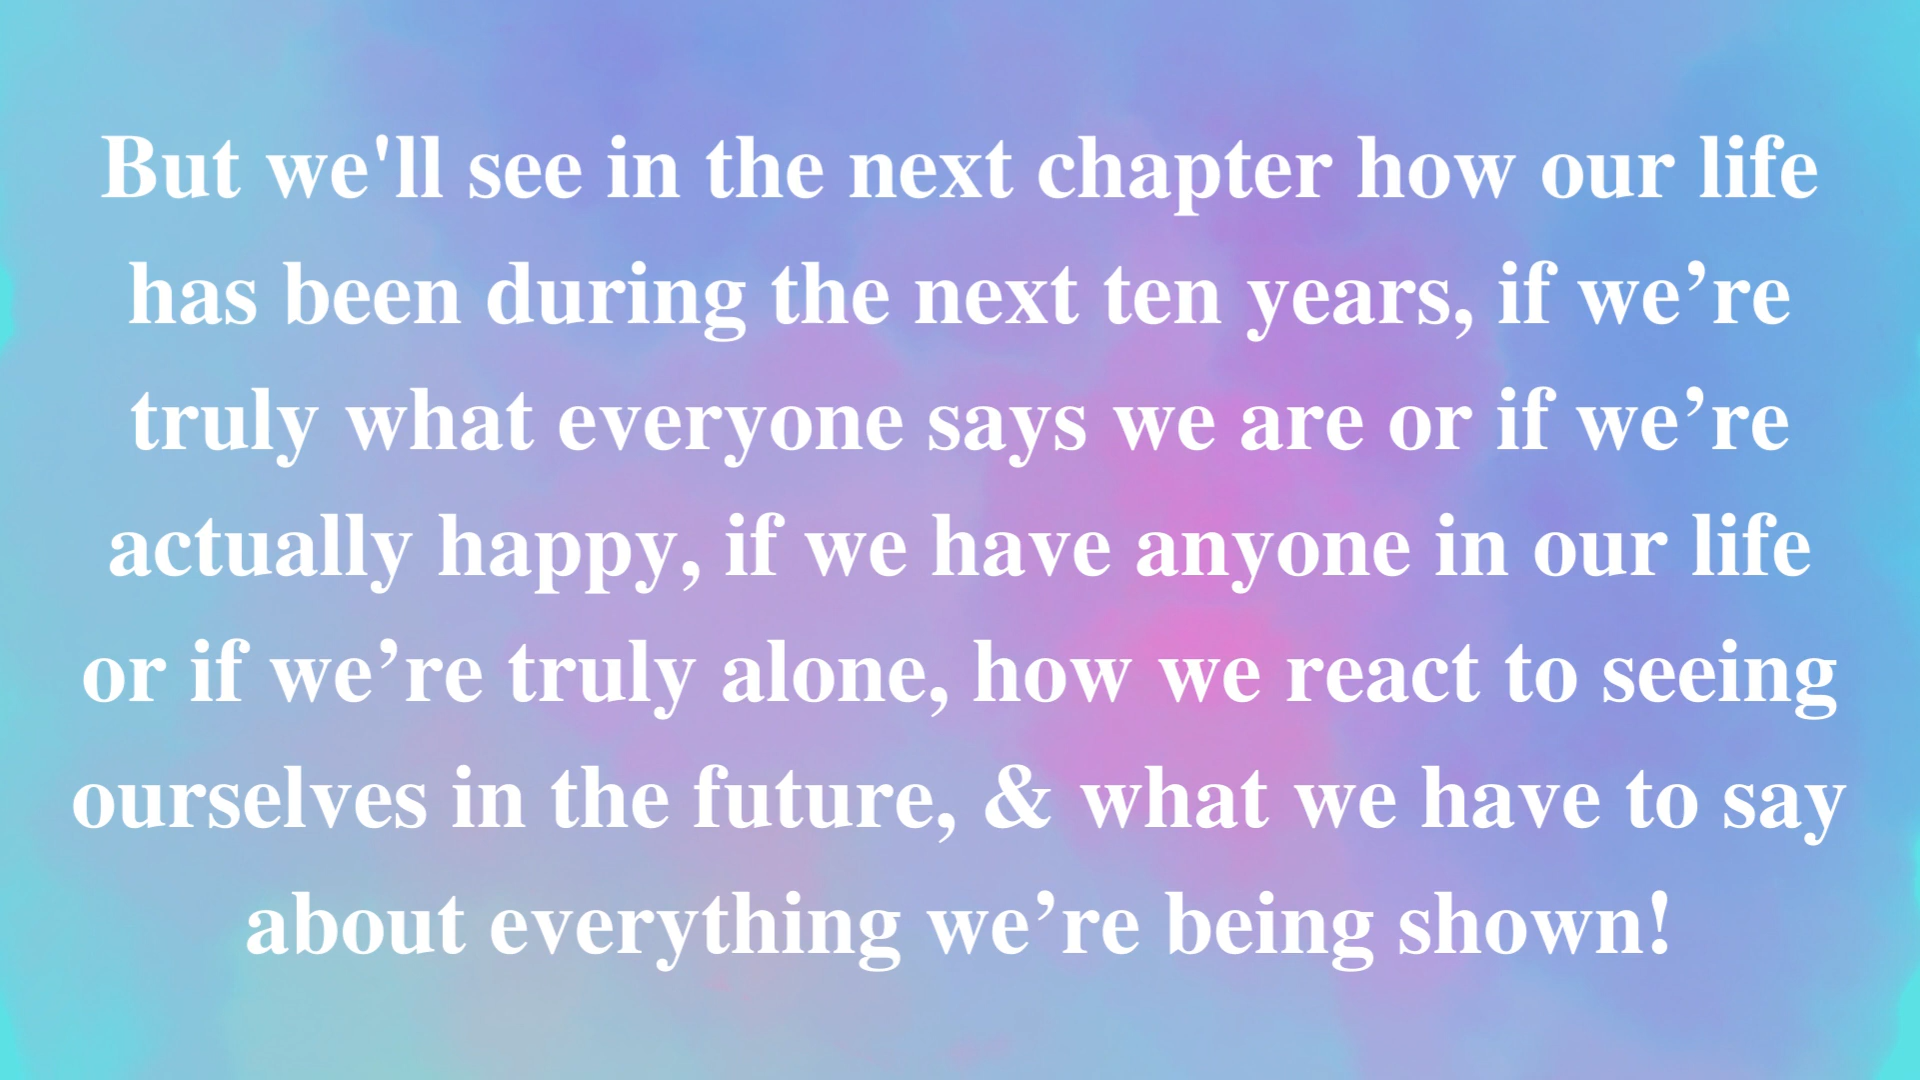 But we'll see in the next chapter how our life
has been during the next ten years, if we’re
truly what everyone says we are or if we’re
actually happy, if we have anyone in our life
or if we’re truly alone, how we react to seeing
ourselves in the future, & what we have to say
about everything we’re being shown!